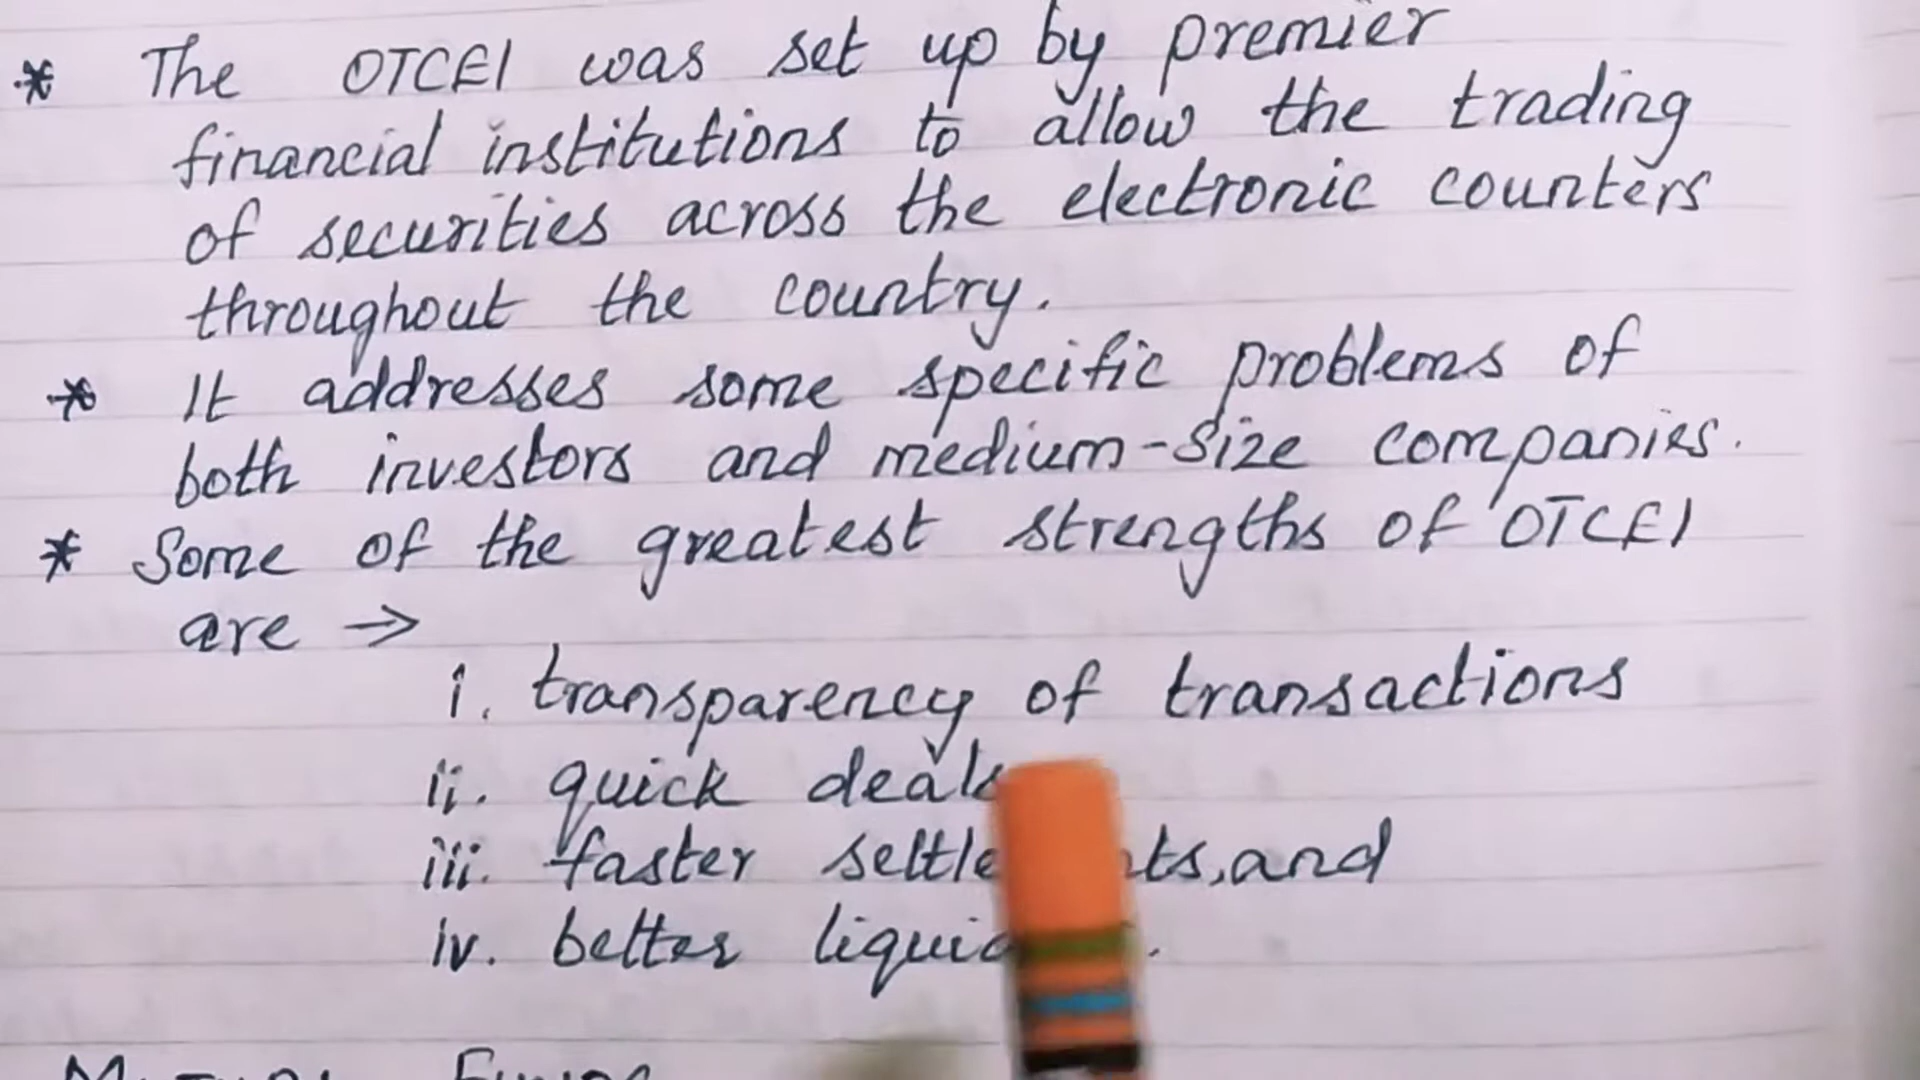 * The OTCEI was set up by premier
financial institutions to allow the trading
of securities across the electronic counters
throughout the country.
* It addresses some specific problems of
both investors and medium-size companies.
* Some of the greatest strengths of OTCEI
are →
i. transparency of transactions
ii. quick deals
iii. faster and
iv. better